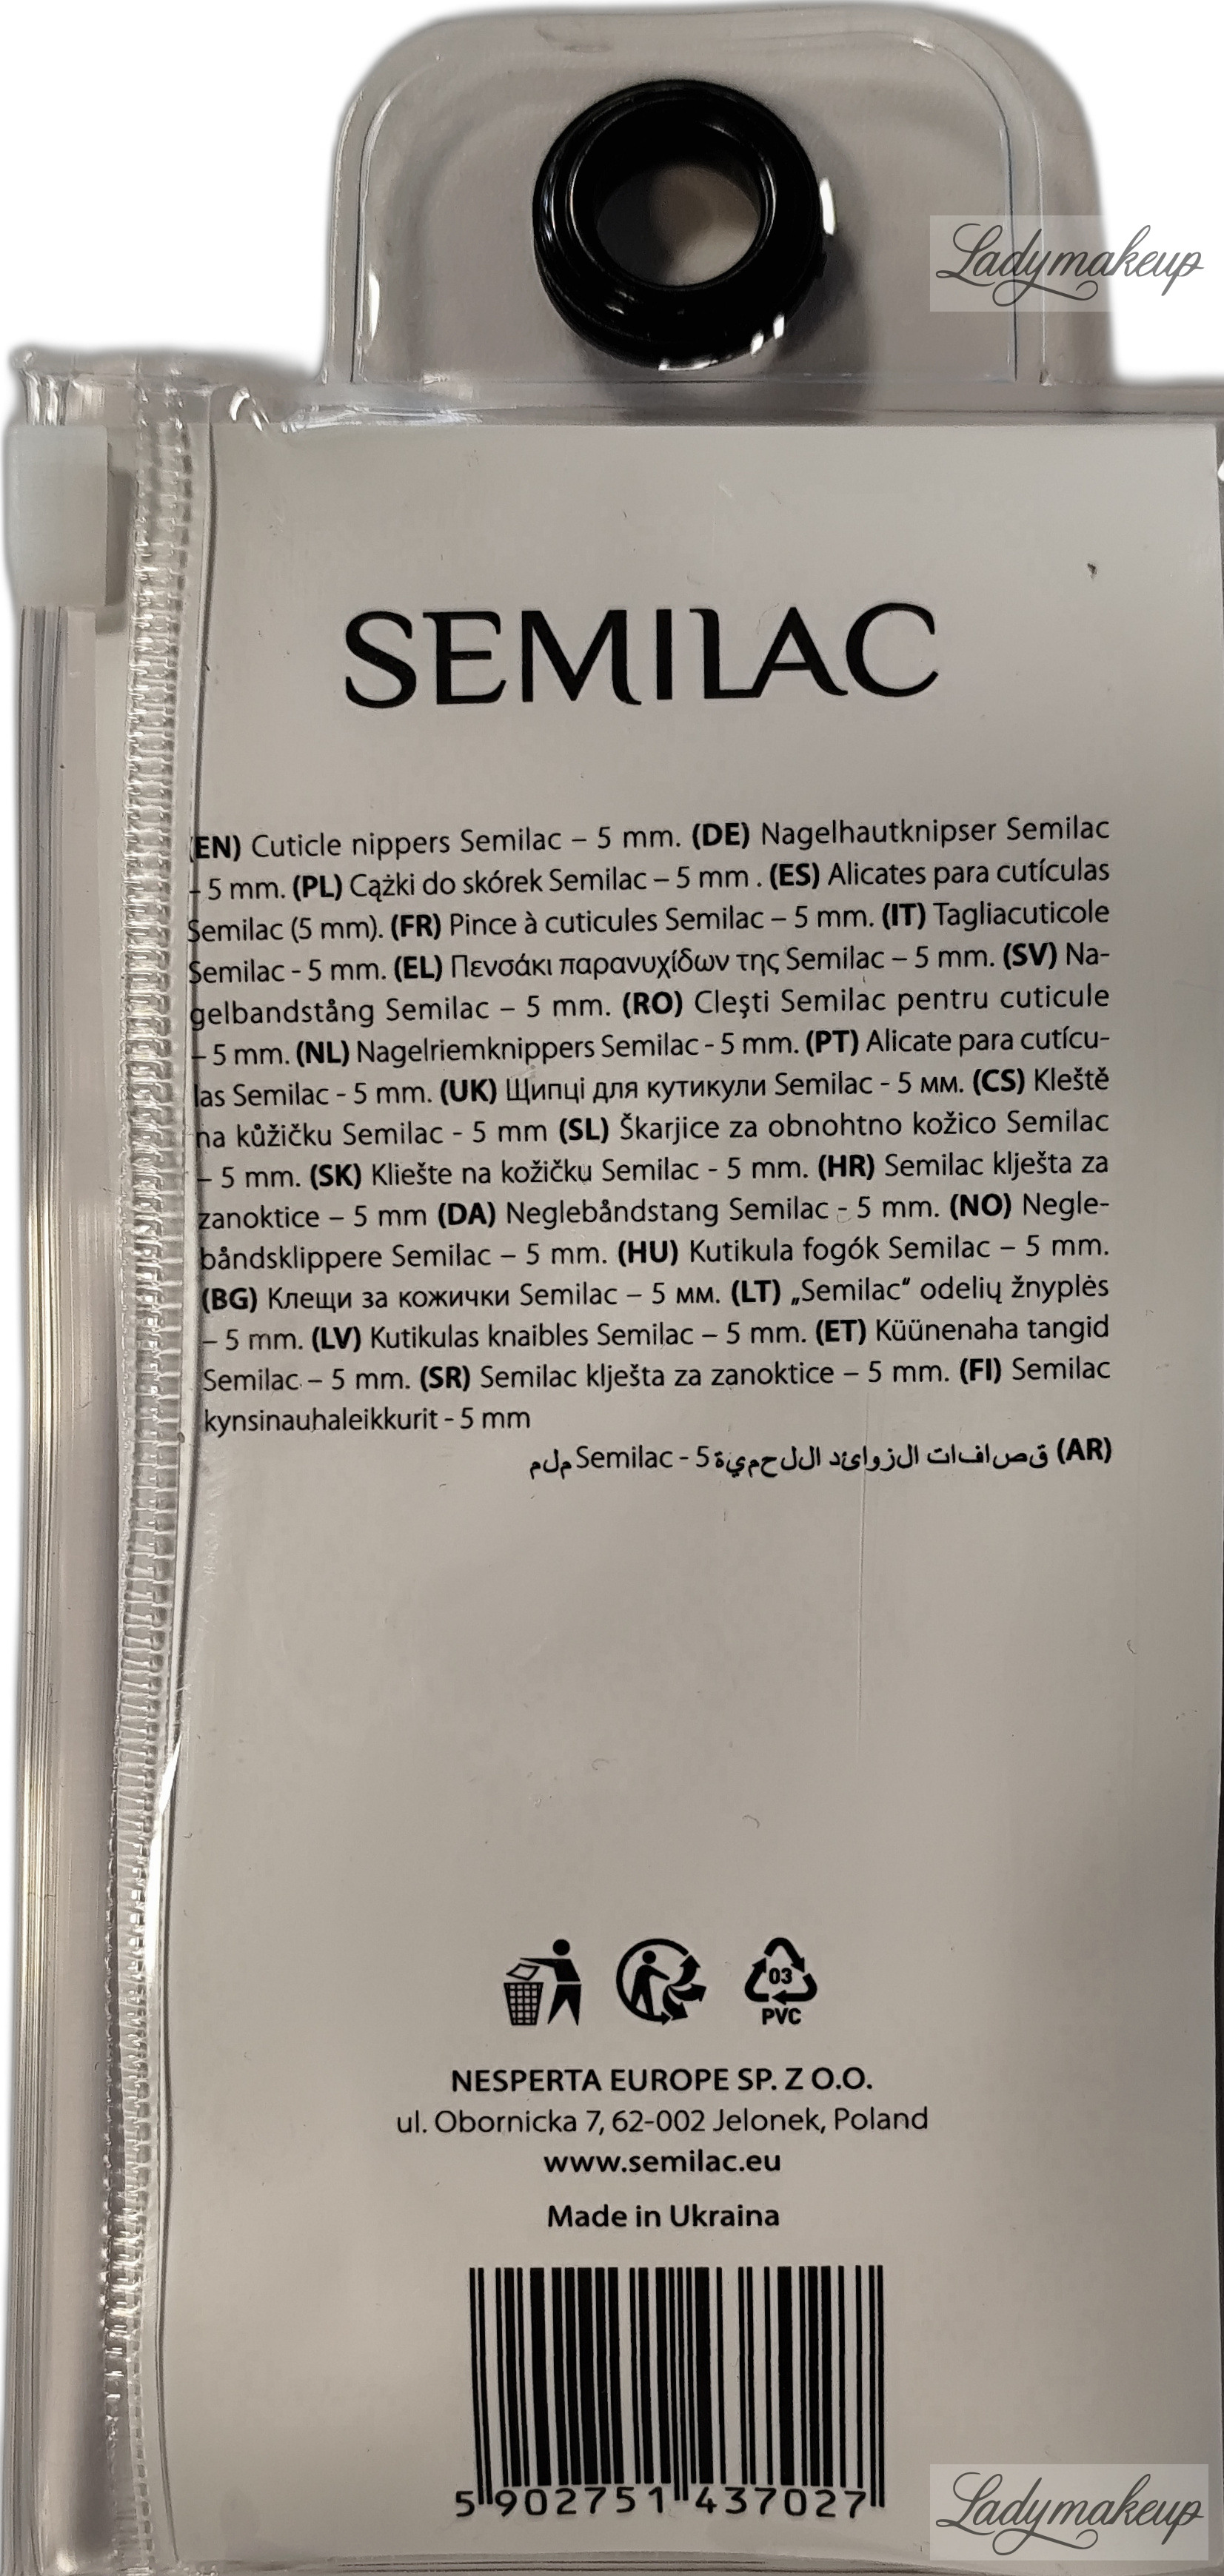 Ladymakeup
SEMILAC
(EN) Cuticle nippers Semilac – 5 mm. (DE) Nagelhautknipser Semilac
– 5 mm. (PL) Cążki do skórek Semilac – 5 mm . (ES) Alicates para cutículas
Semilac (5 mm). (FR) Pince à cuticules Semilac – 5 mm. (IT) Tagliacuticole
Semilac - 5 mm. (EL) Πενσάκι παρανυχίδων της Semilac – 5 mm. (SV) Na-
gelbandstång Semilac – 5 mm. (RO) Clești Semilac pentru cuticule
– 5 mm. (NL) Nagelriemknippers Semilac - 5 mm. (PT) Alicate para cutícu-
las Semilac - 5 mm. (UK) Щипці для кутикули Semilac - 5 мм. (CS) Kleště
na kůžičku Semilac - 5 mm (SL) Škarjice za obnohtno kožico Semilac
– 5 mm. (SK) Kliešte na kožičku Semilac - 5 mm. (HR) Semilac klješta za
zanoktice – 5 mm (DA) Neglebåndstang Semilac - 5 mm. (NO) Negle-
båndsklippere Semilac – 5 mm. (HU) Kutikula fogók Semilac – 5 mm.
(BG) Клещи за кожички Semilac – 5 мм. (LT) „Semilac“ odelių žnyplės
– 5 mm. (LV) Kutikulas knaibles Semilac – 5 mm. (ET) Küünenaha tangid
Semilac – 5 mm. (SR) Semilac klješta za zanoktice – 5 mm. (FI) Semilac
kynsinauhaleikkurit - 5 mm
(AR) قصافات الزوائد اللحمية Semilac - 5 ملم
03
PVC
NESPERTA EUROPE SP. Z O.O.
ul. Obornicka 7, 62-002 Jelonek, Poland
www.semilac.eu
Made in Ukraina
5 902751 437027
Ladymakeup